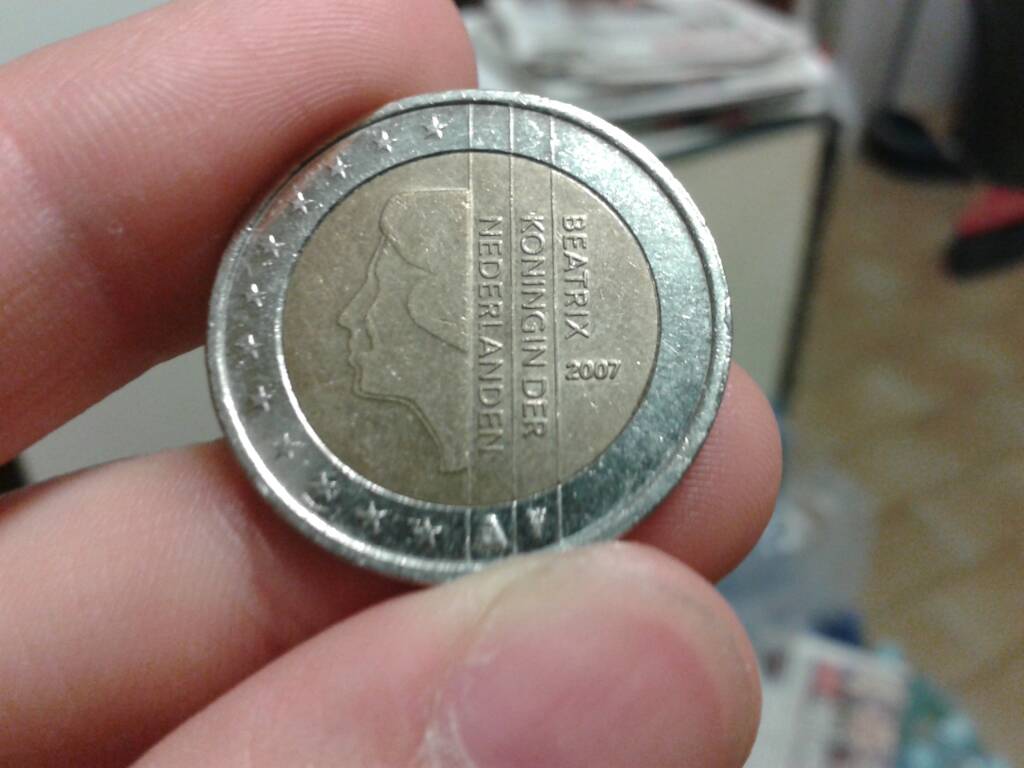 BEATRIX
KONINGIN DER
NEDERLANDEN
2007